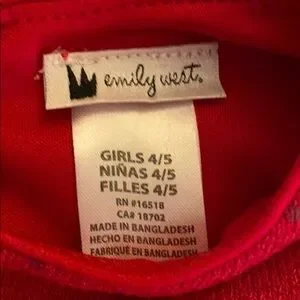 emily west.
GIRLS 4/5
NIÑAS 4/5
FILLES 4/5
RN #16518
CA# 18702
MADE IN BANGLADESH
HECHO EN BANGLADESH
FABRIQUÉ EN BANGLADESH